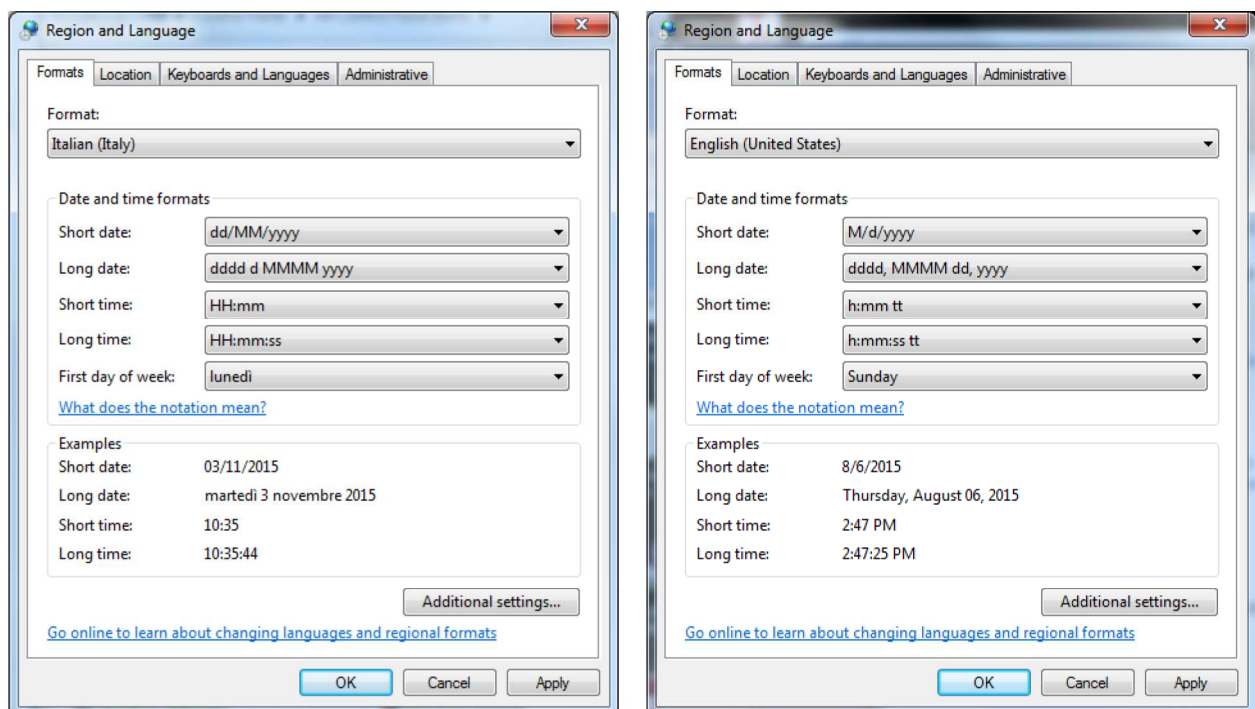 Region and Language
Formats Location Keyboards and Languages Administrative
Format:
Italian (Italy)
Date and time formats
Short date: dd/MM/yyyy
Long date: dddd d MMMM yyyy
Short time: HH:mm
Long time: HH:mm:ss
First day of week: lunedì
What does the notation mean?
Examples
Short date: 03/11/2015
Long date: martedì 3 novembre 2015
Short time: 10:35
Long time: 10:35:44
Additional settings...
Go online to learn about changing languages and regional formats
OK Cancel Apply
Region and Language
Formats Location Keyboards and Languages Administrative
Format:
English (United States)
Date and time formats
Short date: M/d/yyyy
Long date: dddd, MMMM dd, yyyy
Short time: h:mm tt
Long time: h:mm:ss tt
First day of week: Sunday
What does the notation mean?
Examples
Short date: 8/6/2015
Long date: Thursday, August 06, 2015
Short time: 2:47 PM
Long time: 2:47:25 PM
Additional settings...
Go online to learn about changing languages and regional formats
OK Cancel Apply